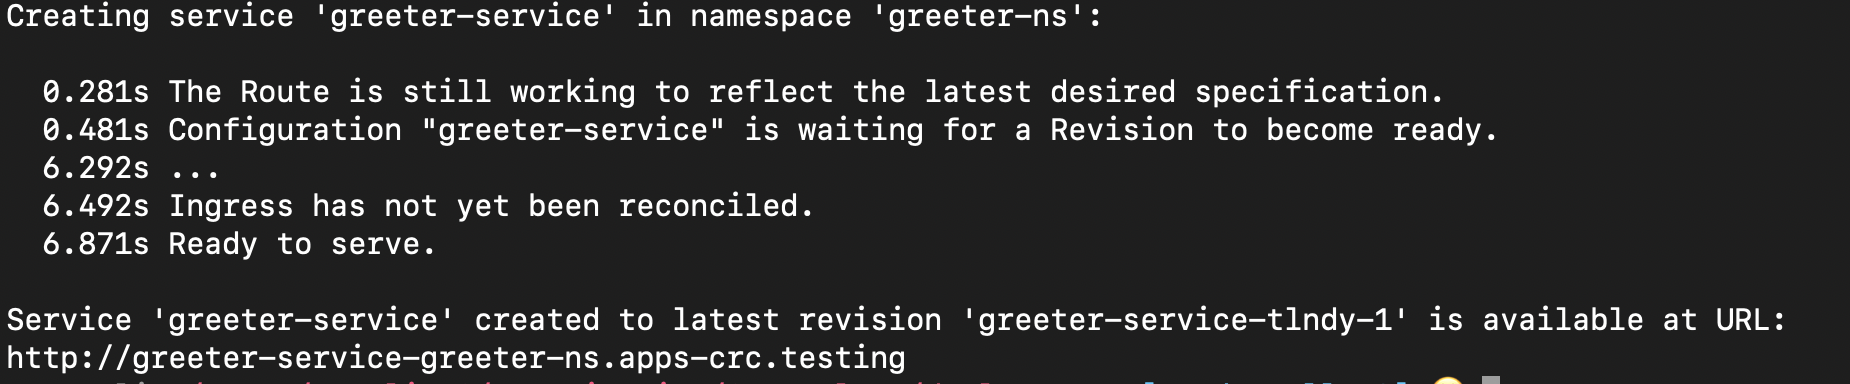 Creating service 'greeter-service' in namespace 'greeter-ns':
0.281s The Route is still working to reflect the latest desired specification.
0.481s Configuration "greeter-service" is waiting for a Revision to become ready.
6.292s ...
6.492s Ingress has not yet been reconciled.
6.871s Ready to serve.
Service 'greeter-service' created to latest revision 'greeter-service-tlndy-1' is available at URL:
http://greeter-service-greeter-ns.apps-crc.testing